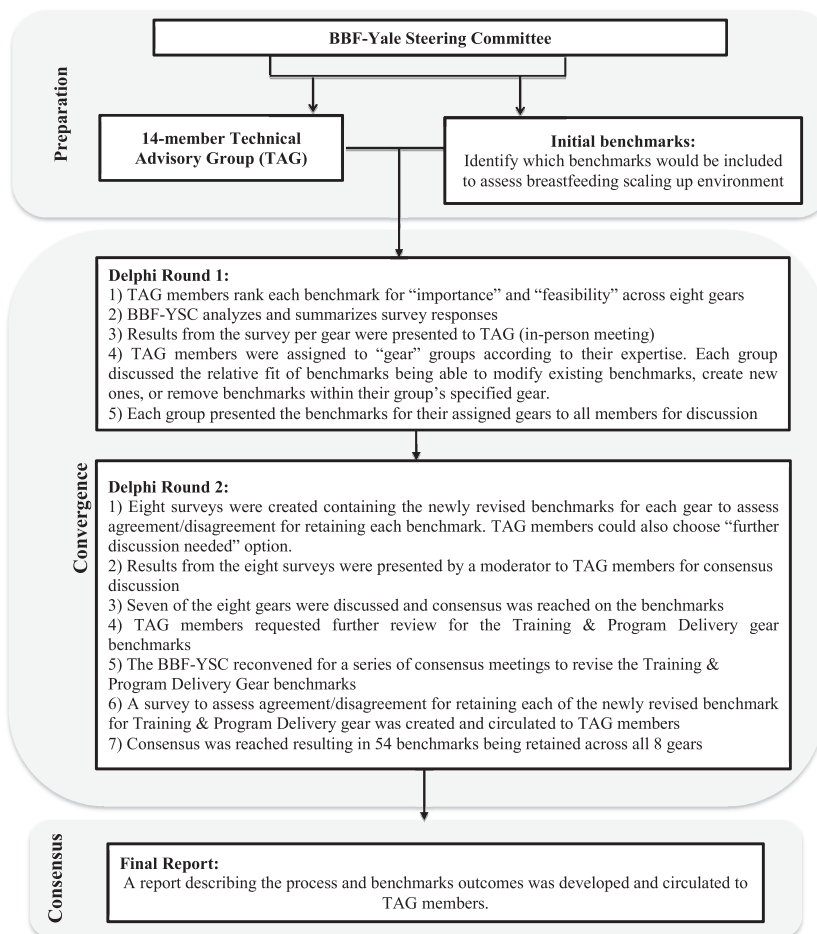 BBF-Yale Steering Committee
Preparation
14-member Technical
Advisory Group (TAG)
Initial benchmarks:
Identify which benchmarks would be included
to assess breastfeeding scaling up environment
Convergence
Delphi Round 1:
1) TAG members rank each benchmark for “importance” and “feasibility” across eight gears
2) BBF-YSC analyzes and summarizes survey responses
3) Results from the survey per gear were presented to TAG (in-person meeting)
4) TAG members were assigned to “gear” groups according to their expertise. Each group
discussed the relative fit of benchmarks being able to modify existing benchmarks, create new
ones, or remove benchmarks within their group’s specified gear.
5) Each group presented the benchmarks for their assigned gears to all members for discussion
Delphi Round 2:
1) Eight surveys were created containing the newly revised benchmarks for each gear to assess
agreement/disagreement for retaining each benchmark. TAG members could also choose “further
discussion needed” option.
2) Results from the eight surveys were presented by a moderator to TAG members for consensus
discussion
3) Seven of the eight gears were discussed and consensus was reached on the benchmarks
4) TAG members requested further review for the Training & Program Delivery gear
benchmarks
5) The BBF-YSC reconvened for a series of consensus meetings to revise the Training &
Program Delivery Gear benchmarks
6) A survey to assess agreement/disagreement for retaining each of the newly revised benchmark
for Training & Program Delivery gear was created and circulated to TAG members
7) Consensus was reached resulting in 54 benchmarks being retained across all 8 gears
Consensus
Final Report:
A report describing the process and benchmarks outcomes was developed and circulated to
TAG members.